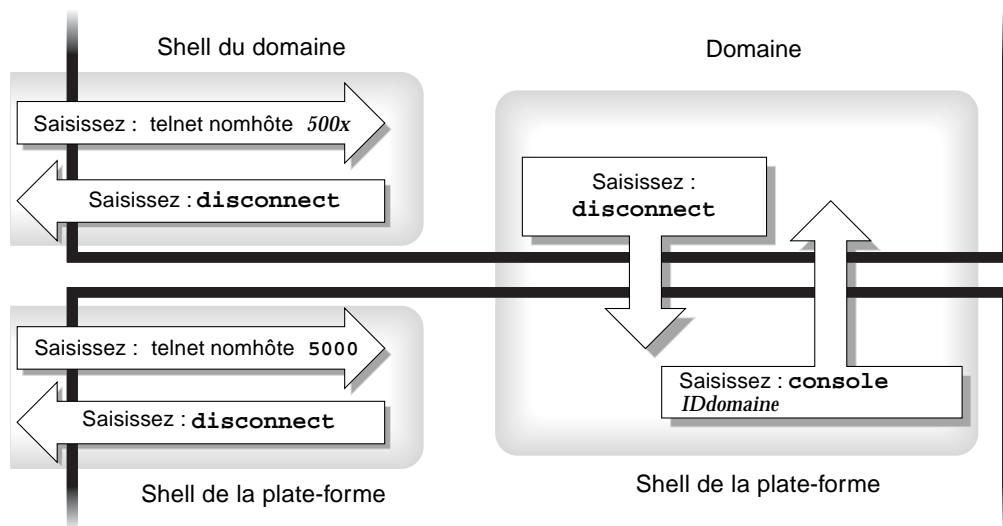 Shell du domaine
Domaine
Saisissez : telnet nomhôte 500x
Saisissez : disconnect
Saisissez :
disconnect
Saisissez : telnet nomhôte 5000
Saisissez : disconnect
Saisissez : console
IDdomaine
Shell de la plate-forme
Shell de la plate-forme